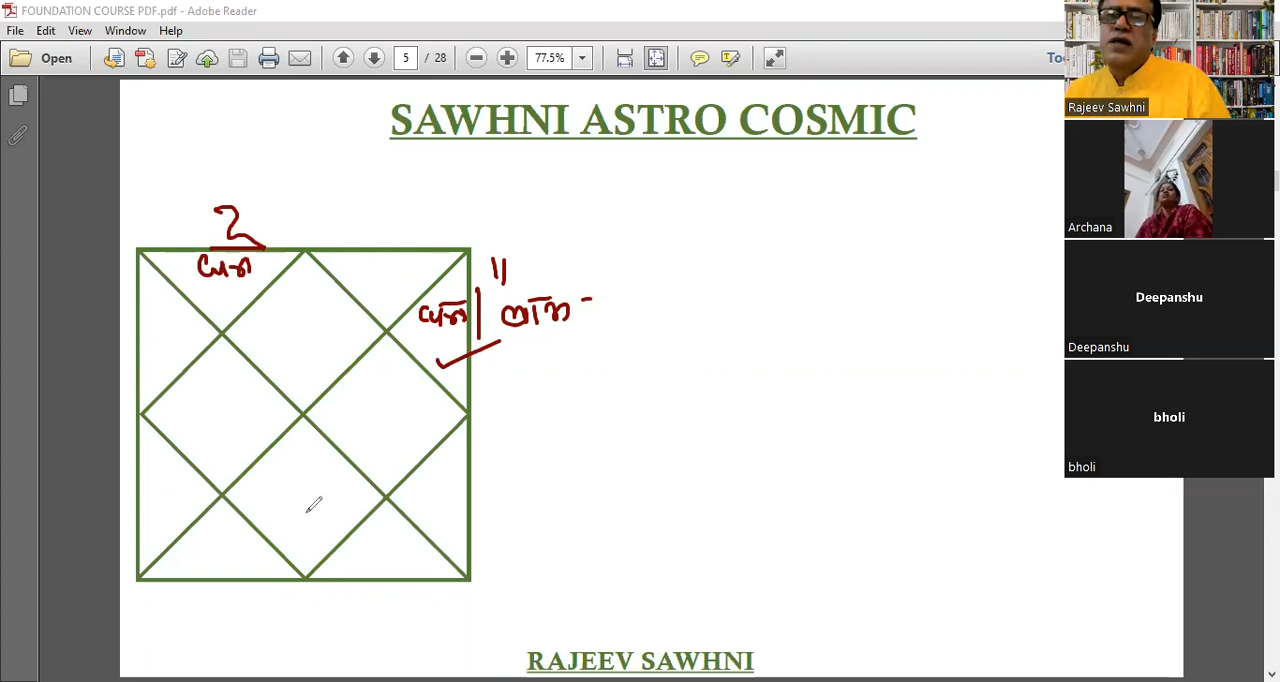 FOUNDATION COURSE PDF.pdf - Adobe Reader
File Edit View Window Help
Open 5 / 28 77.5%
SAWHNI ASTRO COSMIC
2
11
RAJEEV SAWHNI
Rajeev Sawhni
Archana
Deepanshu
Deepanshu
bholi
bholi